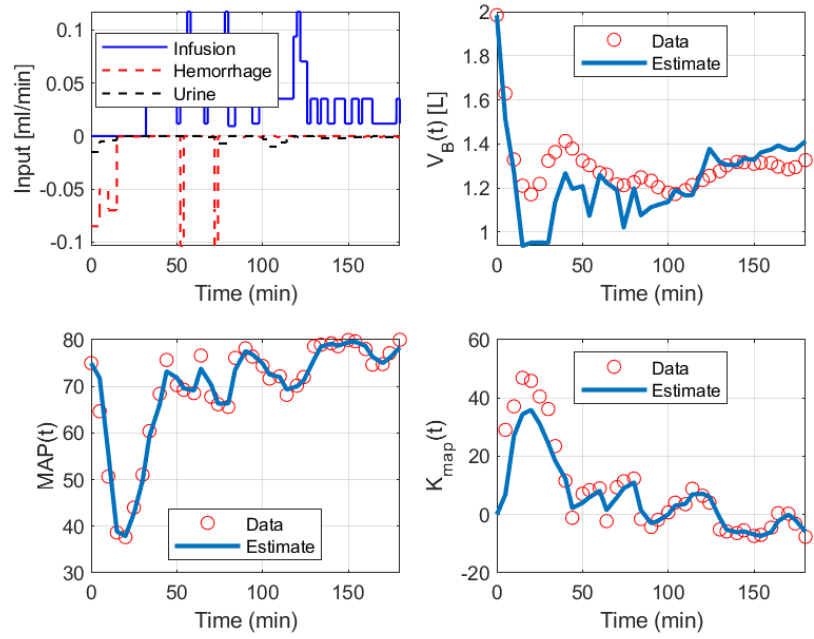 Infusion
Hemorrhage
Urine
0.1
0.05
0
-0.05
-0.1
Input [ml/min]
0 50 100 150
Time (min)
Data
Estimate
2
1.8
1.6
1.4
1.2
1
V_B(t) [L]
0 50 100 150
Time (min)
80
70
60
50
40
30
MAP(t)
Data
Estimate
0 50 100 150
Time (min)
60
40
20
0
-20
K_map(t)
Data
Estimate
0 50 100 150
Time (min)